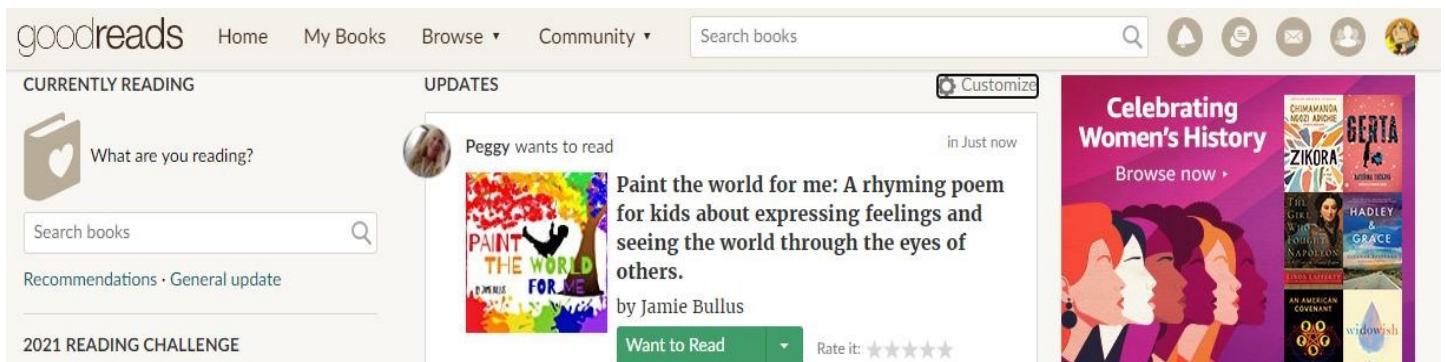 goodreads Home My Books Browse ▾ Community ▾ Search books
CURRENTLY READING
What are you reading?
Search books
Recommendations · General update
2021 READING CHALLENGE
UPDATES
Customize
Peggy wants to read
in Just now
PAINT
THE WORLD
FOR ME
Paint the world for me: A rhyming poem
for kids about expressing feelings and
seeing the world through the eyes of
others.
by Jamie Bullus
Want to Read
Rate it:
Celebrating
Women's History
Browse now ▸
CHIMAMANDA
NGOZI ADICHIE
ZIKORA
GERTA
THE
GIRL
WHO
FOUGHT
NAPOLEON
LINDA LAFFERTY
HADLEY
&
GRACE
AN AMERICAN
COVENANT
widowish